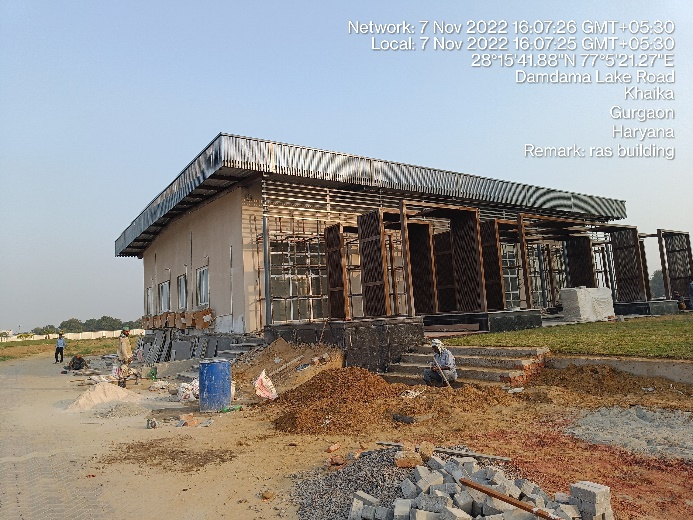 Network: 7 Nov 2022 16:07:26 GMT+05:30
Local: 7 Nov 2022 16:07:25 GMT+05:30
28°15'41.88"N 77°5'21.27"E
Damdama Lake Road
Khaika
Gurgaon
Haryana
Remark: ras building